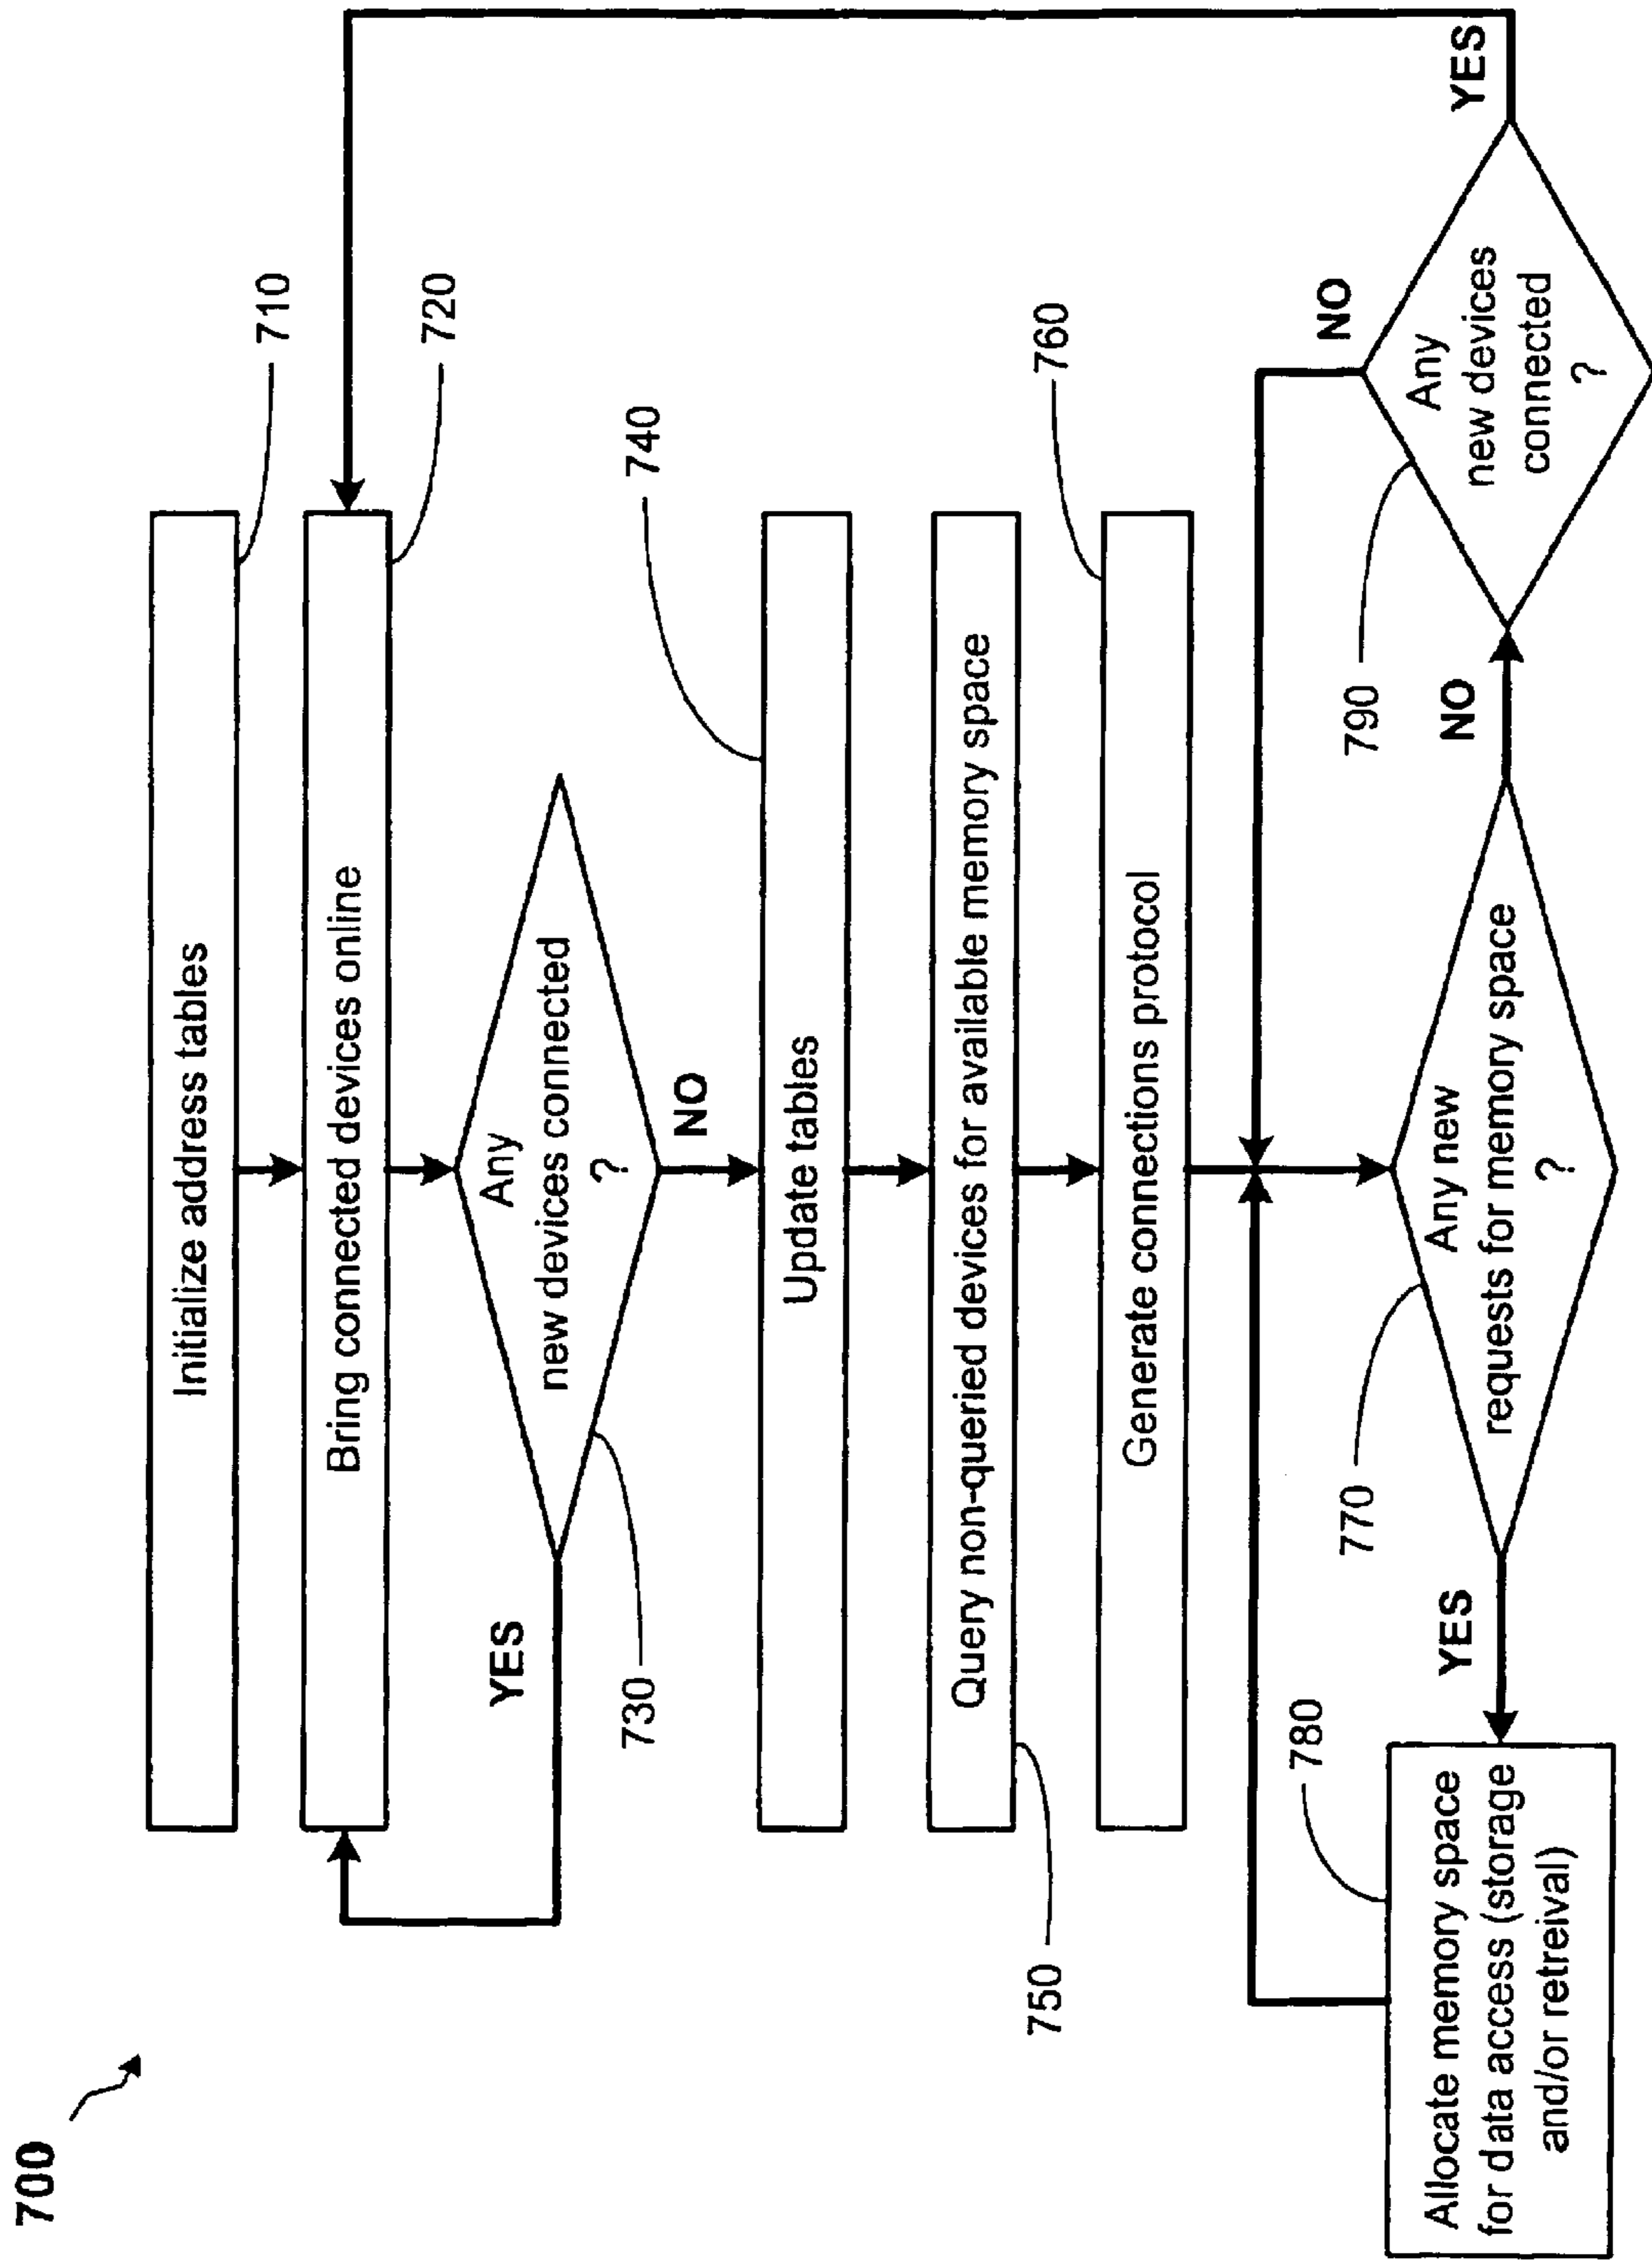 700
Initialize address tables
710
Bring connected devices online
720
Any
new devices connected
?
730
YES
NO
740
Update tables
Query non-queried devices for available memory space
750
760
Generate connections protocol
Any new
requests for memory space
?
770
YES
NO
780
Allocate memory space
for data access (storage
and/or retreival)
790
Any
new devices
connected
?
NO
YES